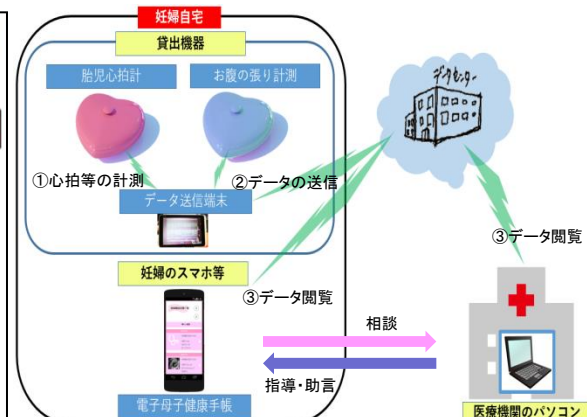 妊婦自宅
貸出機器
胎児心拍計
お腹の張り計測
データセンター
①心拍等の計測
②データの送信
データ送信端末
③データ閲覧
妊婦のスマホ等
③データ閲覧
相談
指導・助言
電子母子健康手帳
医療機関のパソコン